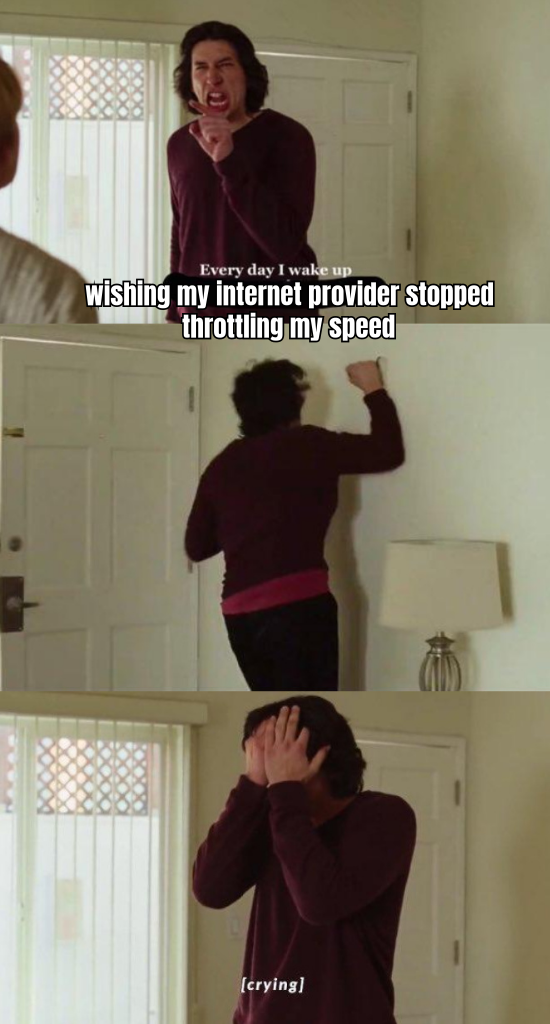 Every day I wake up
wishing my internet provider stopped
throttling my speed
[crying]